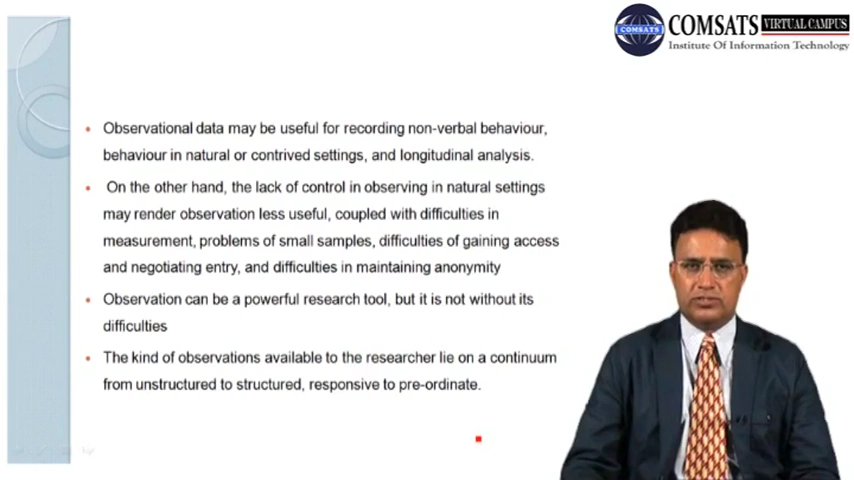 COMSATS
COMSATS VIRTUAL CAMPUS
Institute Of Information Technology
Observational data may be useful for recording non-verbal behaviour,
behaviour in natural or contrived settings, and longitudinal analysis.
On the other hand, the lack of control in observing in natural settings
may render observation less useful, coupled with difficulties in
measurement, problems of small samples, difficulties of gaining access
and negotiating entry, and difficulties in maintaining anonymity
Observation can be a powerful research tool, but it is not without its
difficulties
The kind of observations available to the researcher lie on a continuum
from unstructured to structured, responsive to pre-ordinate.